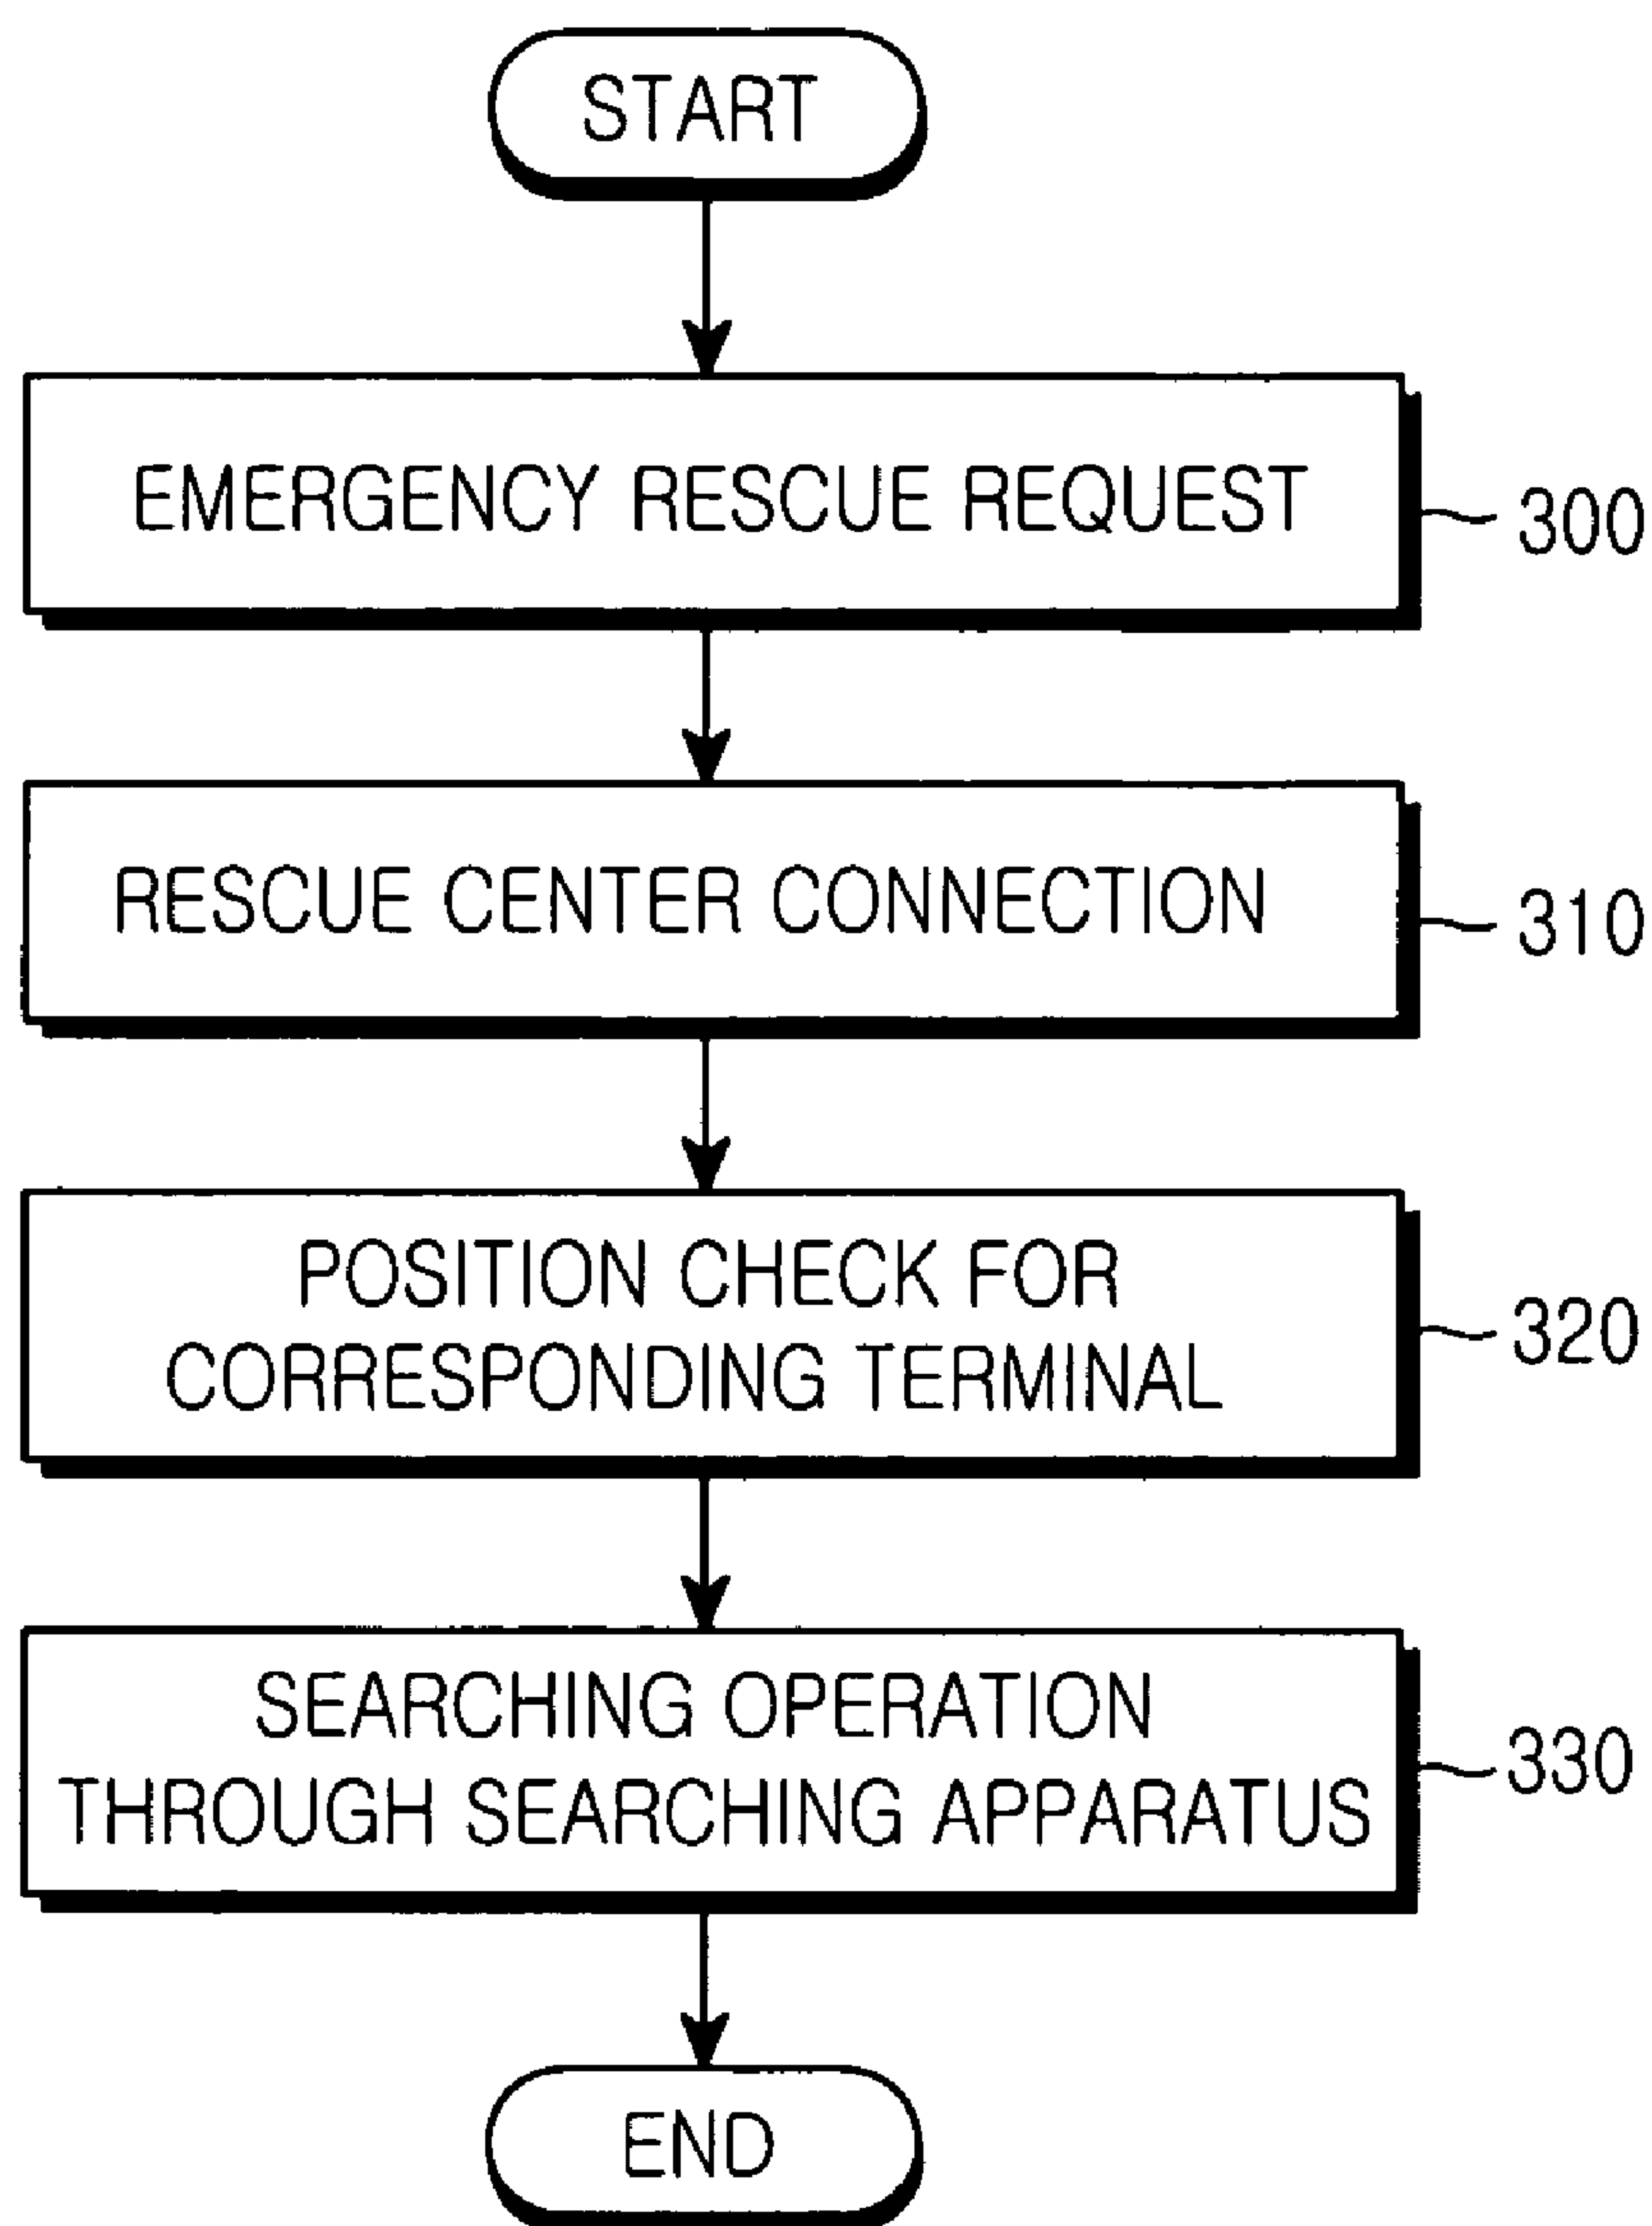 START
EMERGENCY RESCUE REQUEST
300
RESCUE CENTER CONNECTION
310
POSITION CHECK FOR
CORRESPONDING TERMINAL
320
SEARCHING OPERATION
THROUGH SEARCHING APPARATUS
330
END